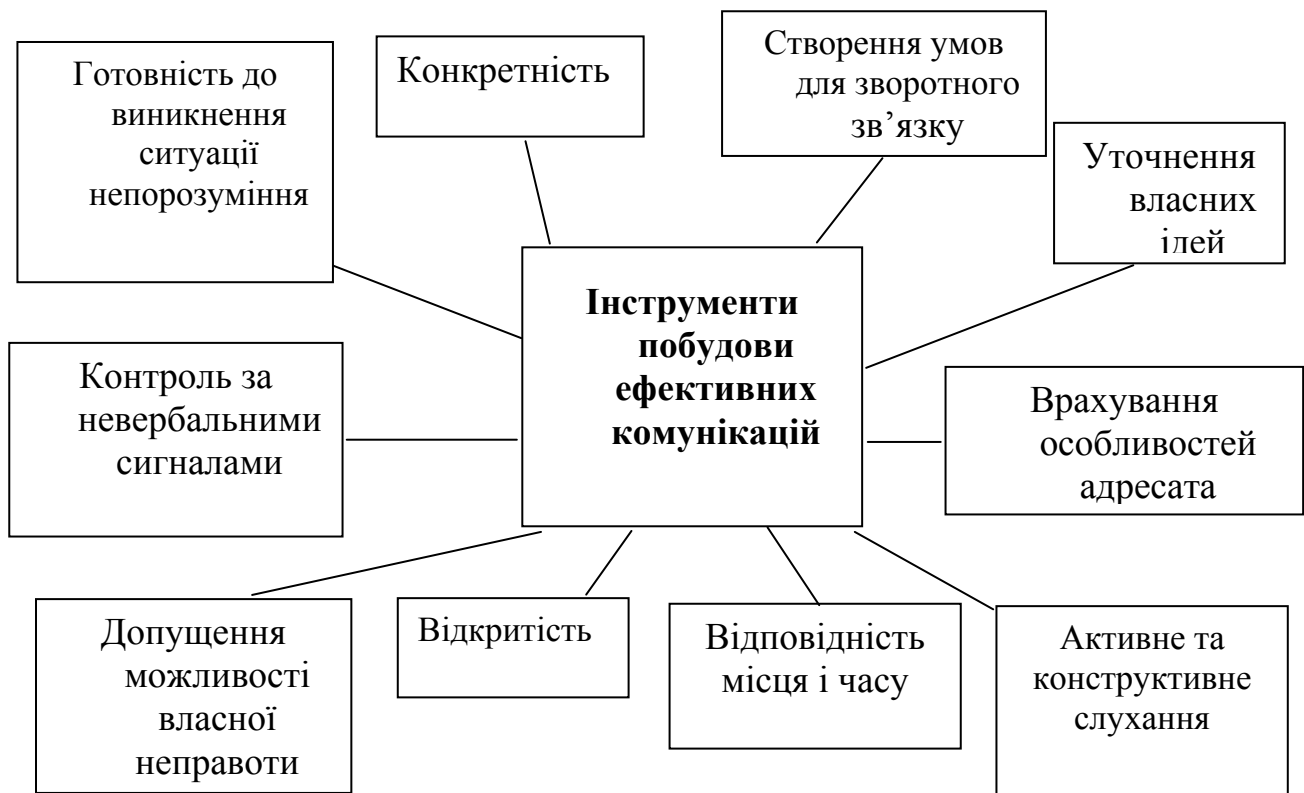 Готовність до
виникнення
ситуації
непорозуміння
Конкретність
Створення умов
для зворотного
зв’язку
Уточнення
власних
ідей
Інструменти
побудови
ефективних
комунікацій
Контроль за
невербальними
сигналами
Врахування
особливостей
адресата
Допущення
можливості
власної
неправоти
Відкритість
Відповідність
місця і часу
Активне та
конструктивне
слухання